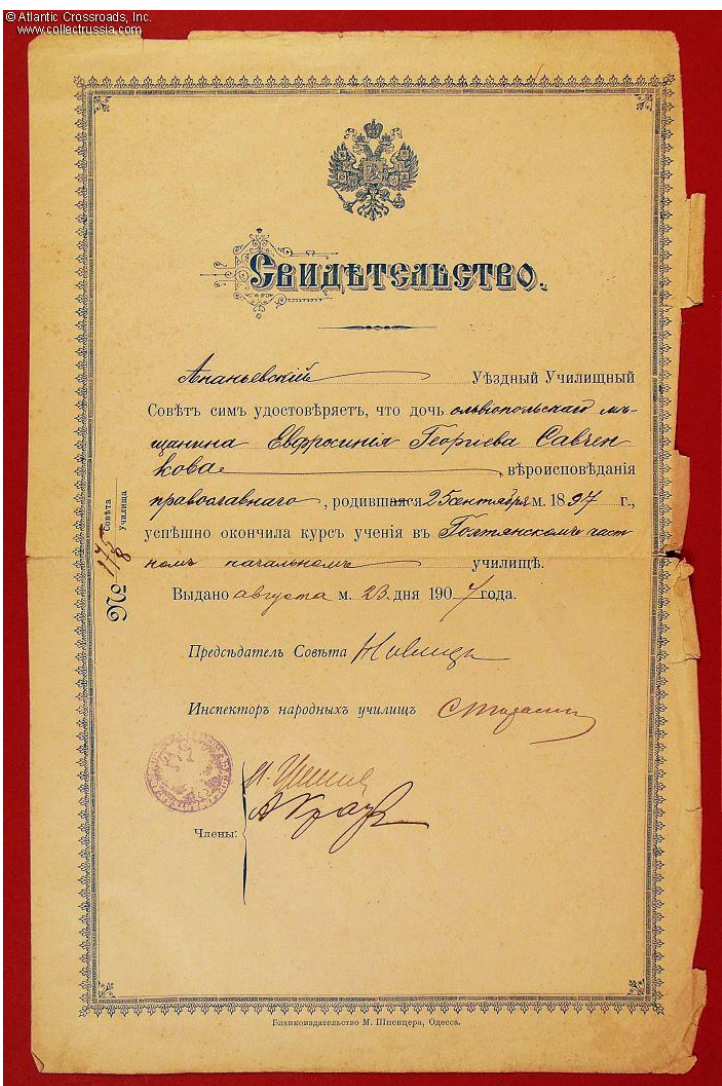 © Atlantic Crossroads, Inc.
www.collectrussia.com
Свидѣтельство.
Ананьевскій Уѣздный Училищный
Совѣтъ симъ удостовѣряетъ, что дочь ольвіопольскаго мѣ-
щанина Евфросинія Георгіева Савчен
кова, вѣроисповѣданія
православнаго, родившаяся 25 сентября м. 1897 г.,
успѣшно окончила курсъ ученія въ Голтянскомъ част
номъ начальномъ училищѣ.
Выдано августа м. 23 дня 1907 года.
№
Совѣта
Училища
Предсѣдатель Совѣта
Инспекторъ народныхъ училищъ
Члены:
Бланкоиздательство М. Шпенцера, Одесса.